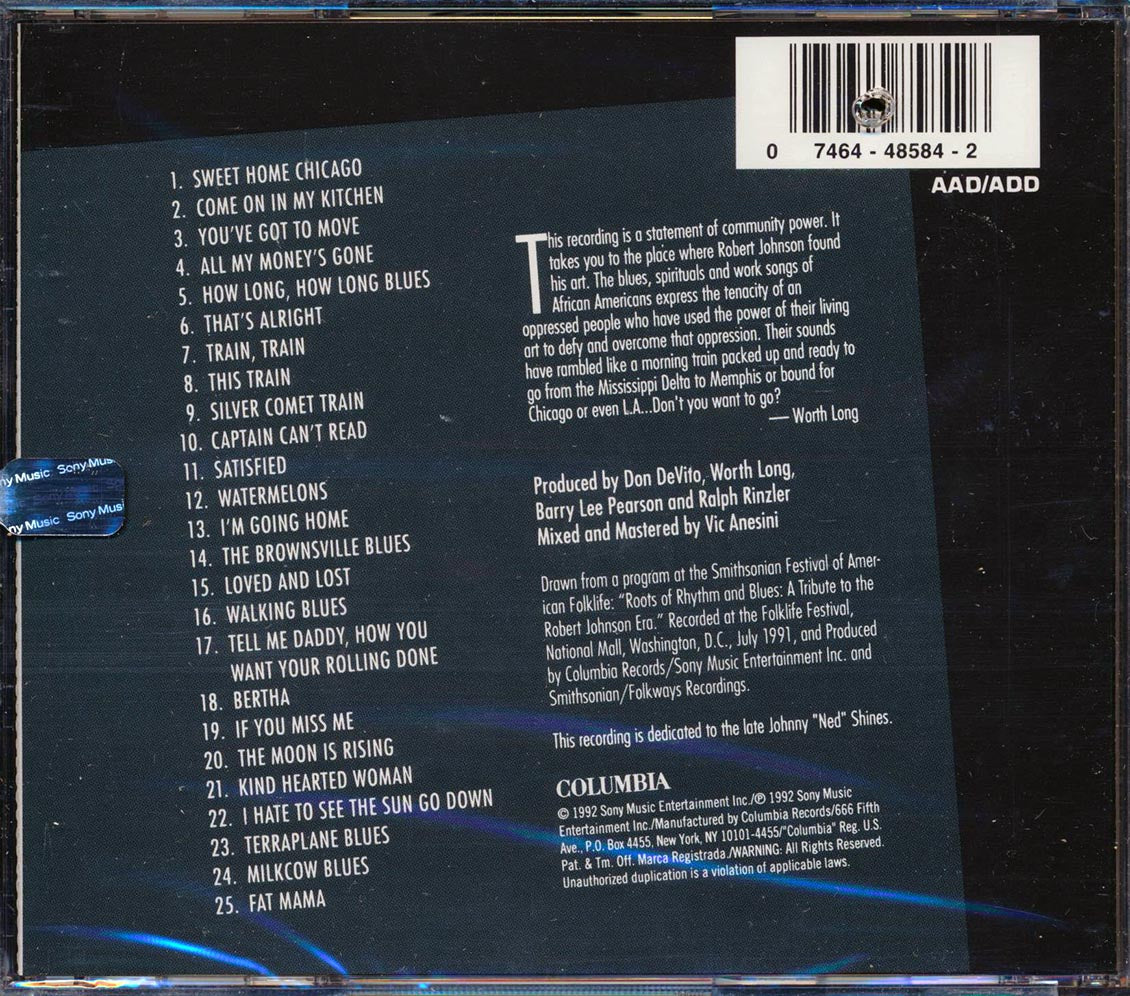 0 7464 - 48584 - 2
AAD/ADD
1. SWEET HOME CHICAGO
2. COME ON IN MY KITCHEN
3. YOU'VE GOT TO MOVE
4. ALL MY MONEY'S GONE
5. HOW LONG, HOW LONG BLUES
6. THAT'S ALRIGHT
7. TRAIN, TRAIN
8. THIS TRAIN
9. SILVER COMET TRAIN
10. CAPTAIN CAN'T READ
11. SATISFIED
12. WATERMELONS
13. I'M GOING HOME
14. THE BROWNSVILLE BLUES
15. LOVED AND LOST
16. WALKING BLUES
17. TELL ME DADDY, HOW YOU
WANT YOUR ROLLING DONE
18. BERTHA
19. IF YOU MISS ME
20. THE MOON IS RISING
21. KIND HEARTED WOMAN
22. I HATE TO SEE THE SUN GO DOWN
23. TERRAPLANE BLUES
24. MILKCOW BLUES
25. FAT MAMA
This recording is a statement of community power. It
takes you to the place where Robert Johnson found
his art. The blues, spirituals and work songs of
African Americans express the tenacity of an
oppressed people who have used the power of their living
art to defy and overcome that oppression. Their sounds
have rambled like a morning train packed up and ready to
go from the Mississippi Delta to Memphis or bound for
Chicago or even L.A...Don't you want to go?
— Worth Long
Produced by Don DeVito, Worth Long,
Barry Lee Pearson and Ralph Rinzler
Mixed and Mastered by Vic Anesini
Drawn from a program at the Smithsonian Festival of Amer-
ican Folklife: "Roots of Rhythm and Blues: A Tribute to the
Robert Johnson Era." Recorded at the Folklife Festival,
National Mall, Washington, D.C., July 1991, and Produced
by Columbia Records/Sony Music Entertainment Inc. and
Smithsonian/Folkways Recordings.
This recording is dedicated to the late Johnny "Ned" Shines.
COLUMBIA
© 1992 Sony Music Entertainment Inc./℗ 1992 Sony Music
Entertainment Inc./Manufactured by Columbia Records/666 Fifth
Ave., P.O. Box 4455, New York, NY 10101-4455/"Columbia" Reg. U.S.
Pat. & Tm. Off. Marca Registrada./WARNING: All Rights Reserved.
Unauthorized duplication is a violation of applicable laws.
ny Music Sony Mus
ny Music Sony Musi